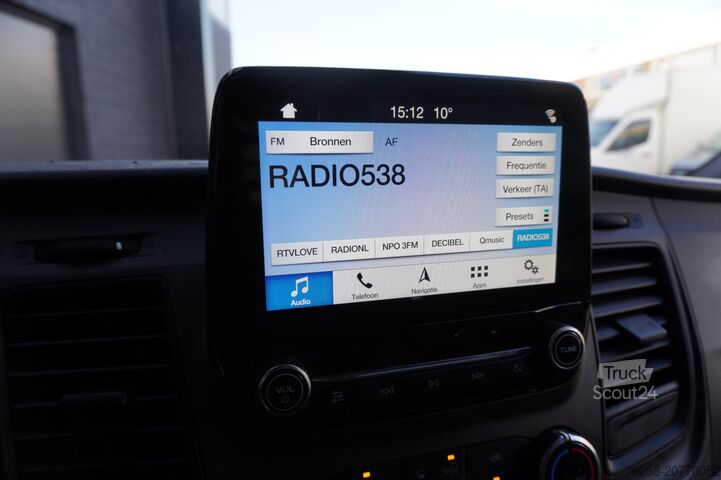 15:12 10°
FM Bronnen AF Zenders
RADIO538
Frequentie
Verkeer (TA)
Presets
RTVLOVE RADIONL NPO 3FM DECIBEL Qmusic RADIO538
Audio Telefoon Navigatie Apps Instellingen
VOL TUNE
Truck
Scout24